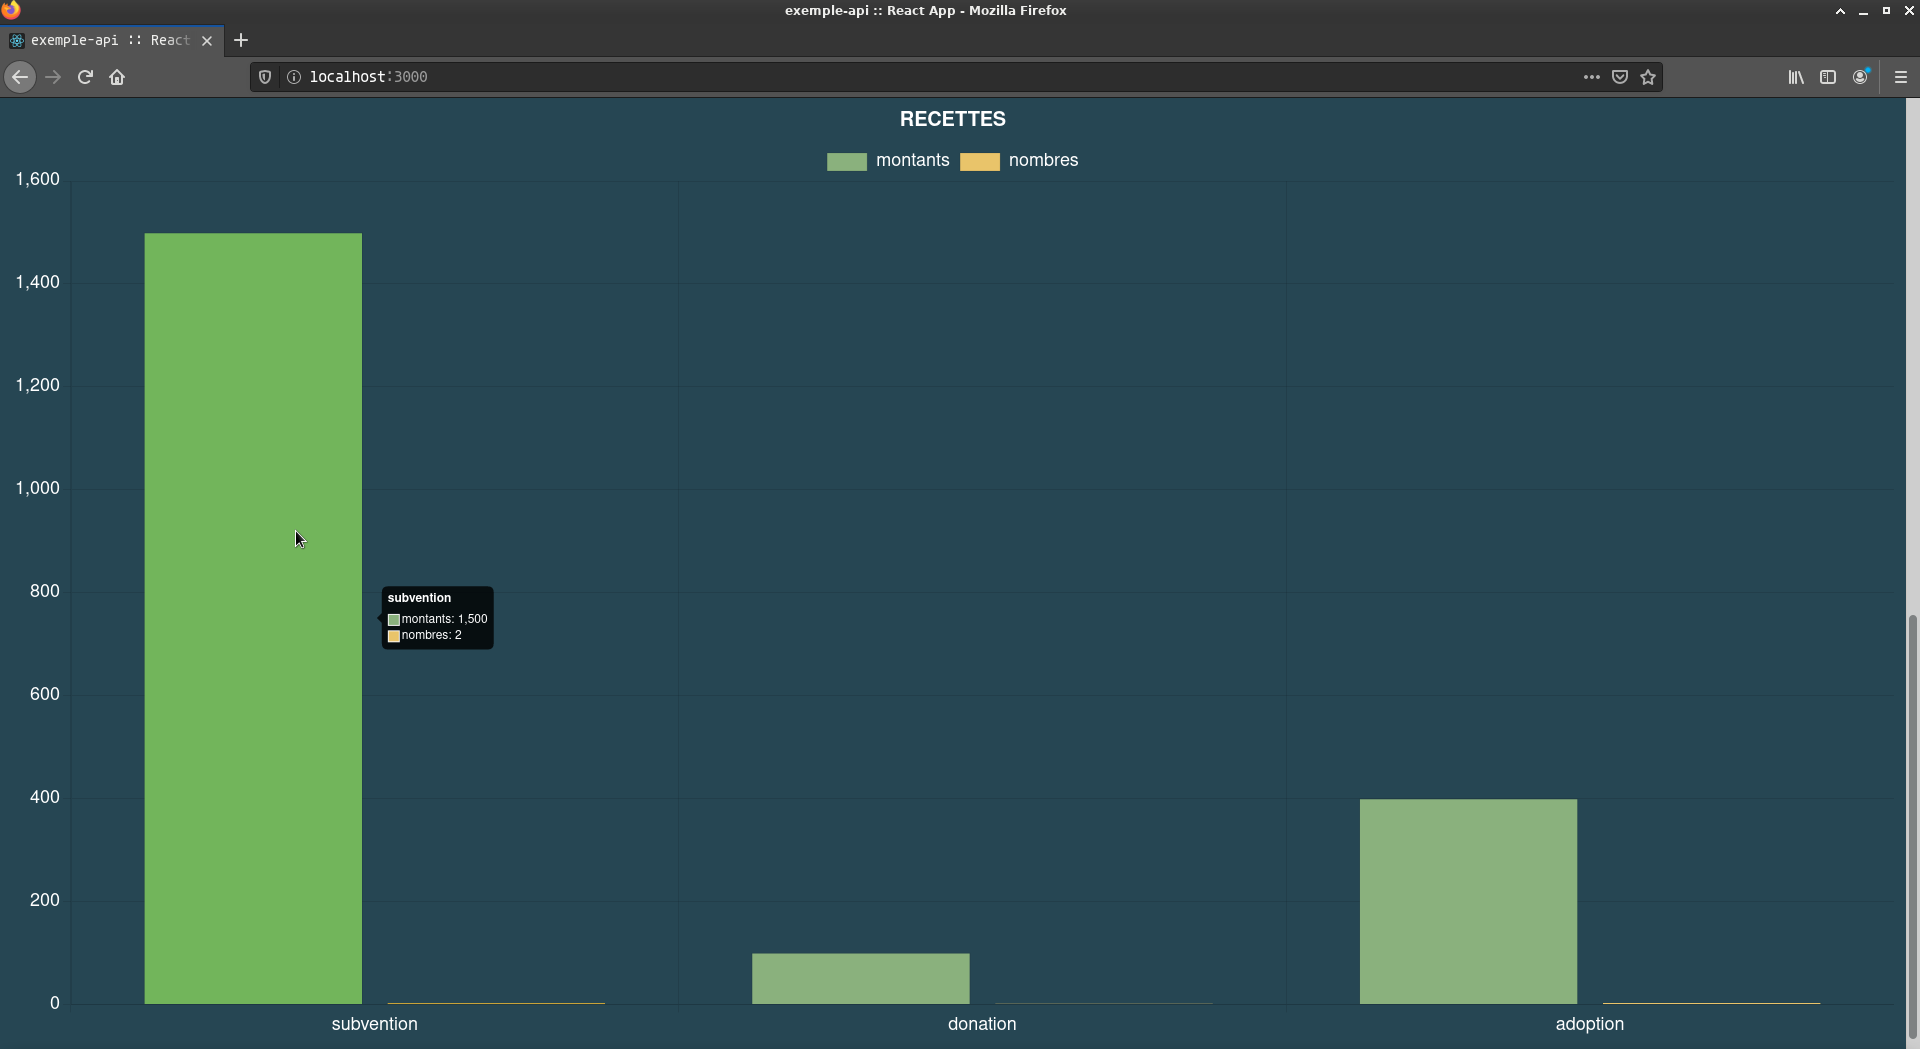 exemple-api :: React App - Mozilla Firefox
exemple-api :: React
localhost:3000
RECETTES
montants nombres
1,600
1,400
1,200
1,000
800
subvention
montants: 1,500
nombres: 2
600
400
200
0
subvention donation adoption